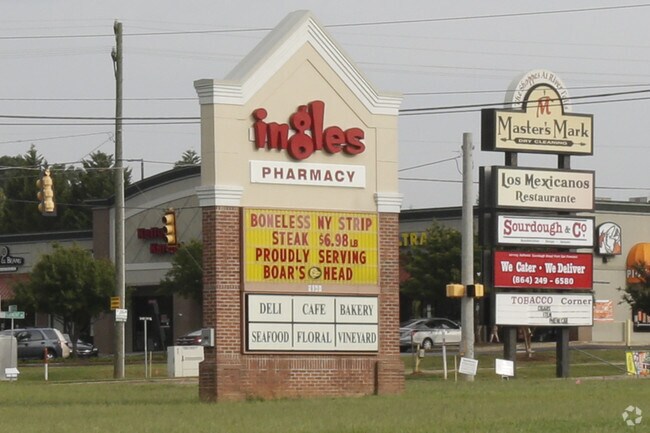 ingles
PHARMACY
BONELESS NY STRIP
STEAK $6.98 LB
PROUDLY SERVING
BOAR'S HEAD
DELI CAFE BAKERY
SEAFOOD FLORAL VINEYARD
M
Master's Mark
DRY CLEANING
Los Mexicanos
Restaurante
Sourdough & Co
We Cater • We Deliver
(864) 249 - 6580
TOBACCO Corner